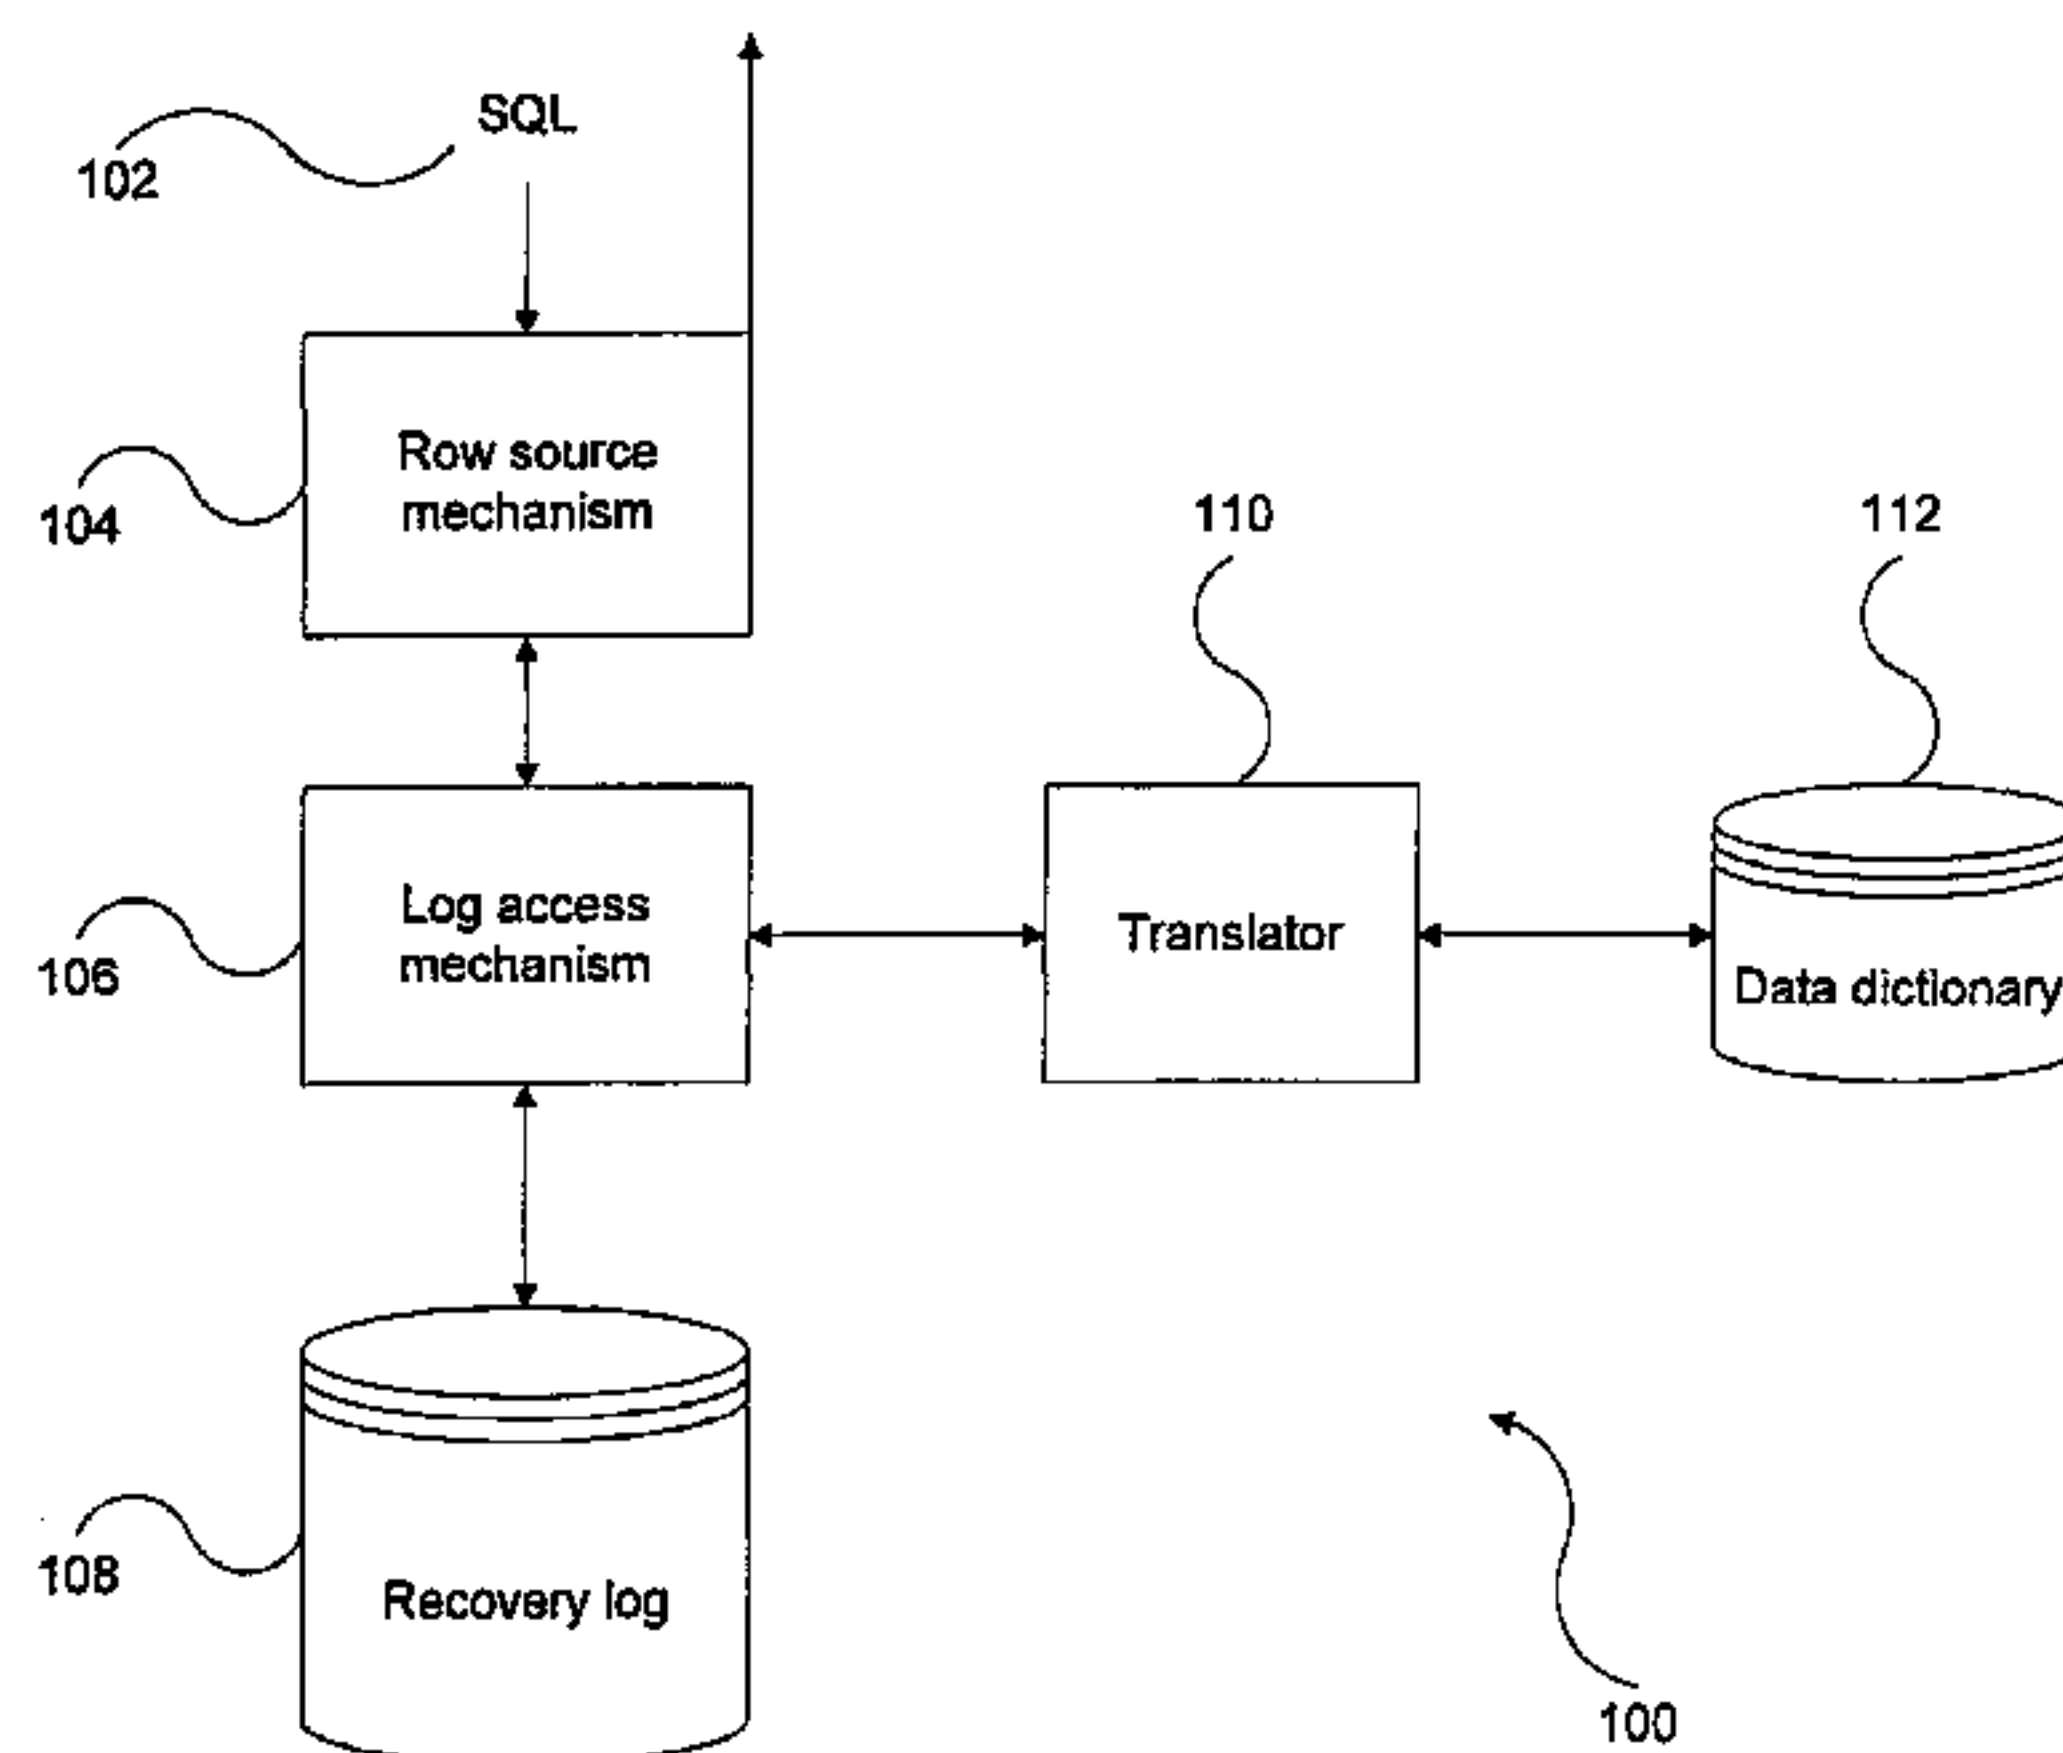 SQL
102
Row source
mechanism
104
110
112
Log access
mechanism
106
Translator
Data dictionary
108
Recovery log
100